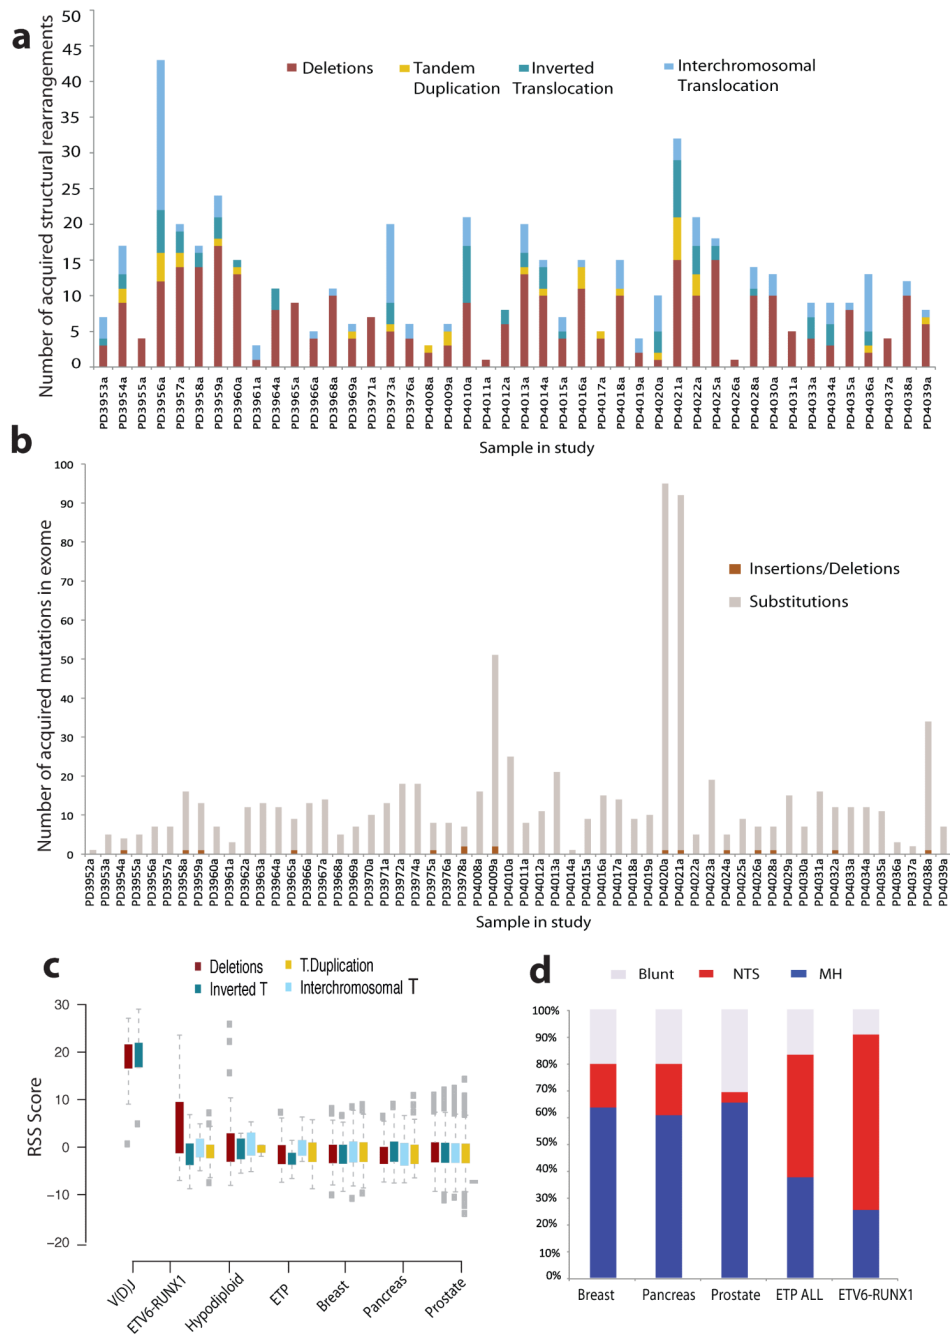 a
Number of acquired structural rearrangements
50
45
40
35
30
25
20
15
10
5
0
Deletions
Tandem Duplication
Inverted Translocation
Interchromosomal Translocation
PD3953a
PD3954a
PD3955a
PD3956a
PD3957a
PD3958a
PD3959a
PD3960a
PD3961a
PD3964a
PD3965a
PD3966a
PD3968a
PD3969a
PD3971a
PD3973a
PD3976a
PD4008a
PD4009a
PD4010a
PD4011a
PD4012a
PD4013a
PD4014a
PD4015a
PD4016a
PD4017a
PD4018a
PD4019a
PD4020a
PD4021a
PD4022a
PD4025a
PD4026a
PD4028a
PD4030a
PD4031a
PD4033a
PD4034a
PD4035a
PD4036a
PD4037a
PD4038a
PD4039a
Sample in study
b
Number of acquired mutations in exome
100
90
80
70
60
50
40
30
20
10
0
Insertions/Deletions
Substitutions
PD3952a
PD3953a
PD3954a
PD3955a
PD3956a
PD3957a
PD3958a
PD3959a
PD3960a
PD3961a
PD3962a
PD3963a
PD3964a
PD3965a
PD3966a
PD3967a
PD3968a
PD3969a
PD3970a
PD3971a
PD3972a
PD3974a
PD3975a
PD3976a
PD3978a
PD4008a
PD4009a
PD4010a
PD4011a
PD4012a
PD4013a
PD4014a
PD4015s
PD4016a
PD4017a
PD4018a
PD4019a
PD4020a
PD4021a
PD4022a
PD4023a
PD4024a
PD4025a
PD4026a
PD4028a
PD4029a
PD4030a
PD4031a
PD4032a
PD4033a
PD4034a
PD4035a
PD4036a
PD4037a
PD4038a
PD4039a
Sample in study
c
Deletions
T.Duplication
Inverted T
Interchromosomal T
RSS Score
30
20
10
0
−10
−20
V(D)J
ETV6-RUNX1
Hypodiploid
ETP
Breast
Pancreas
Prostate
d
Blunt
NTS
MH
100%
90%
80%
70%
60%
50%
40%
30%
20%
10%
0%
Breast
Pancreas
Prostate
ETP ALL
ETV6-RUNX1